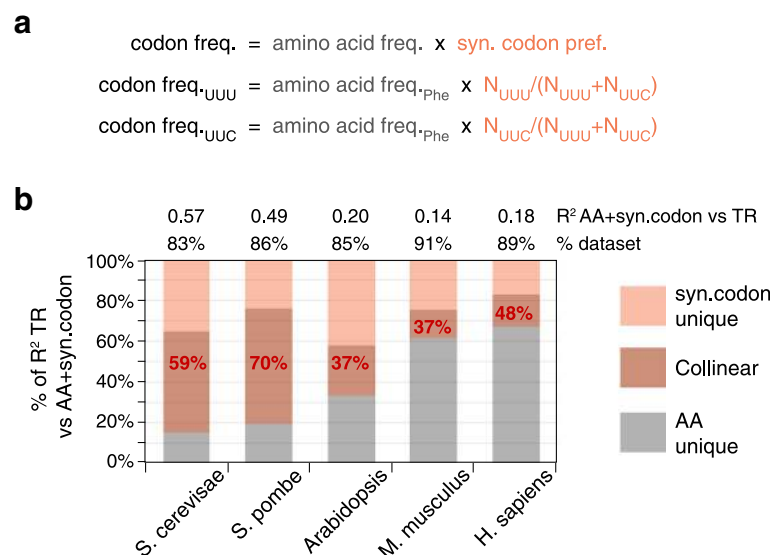 a
codon freq. = amino acid freq. x syn. codon pref.
codon freq.UUU = amino acid freq.Phe x NUUU/(NUUU+NUUC)
codon freq.UUC = amino acid freq.Phe x NUUC/(NUUU+NUUC)
b
0.57 0.49 0.20 0.14 0.18 R² AA+syn.codon vs TR
83% 86% 85% 91% 89% % dataset
% of R² TR
vs AA+syn.codon
100%
80%
60%
40%
20%
0%
59% 70% 37% 37% 48%
S. cerevisae
S. pombe
Arabidopsis
M. musculus
H. sapiens
syn.codon
unique
Collinear
AA
unique